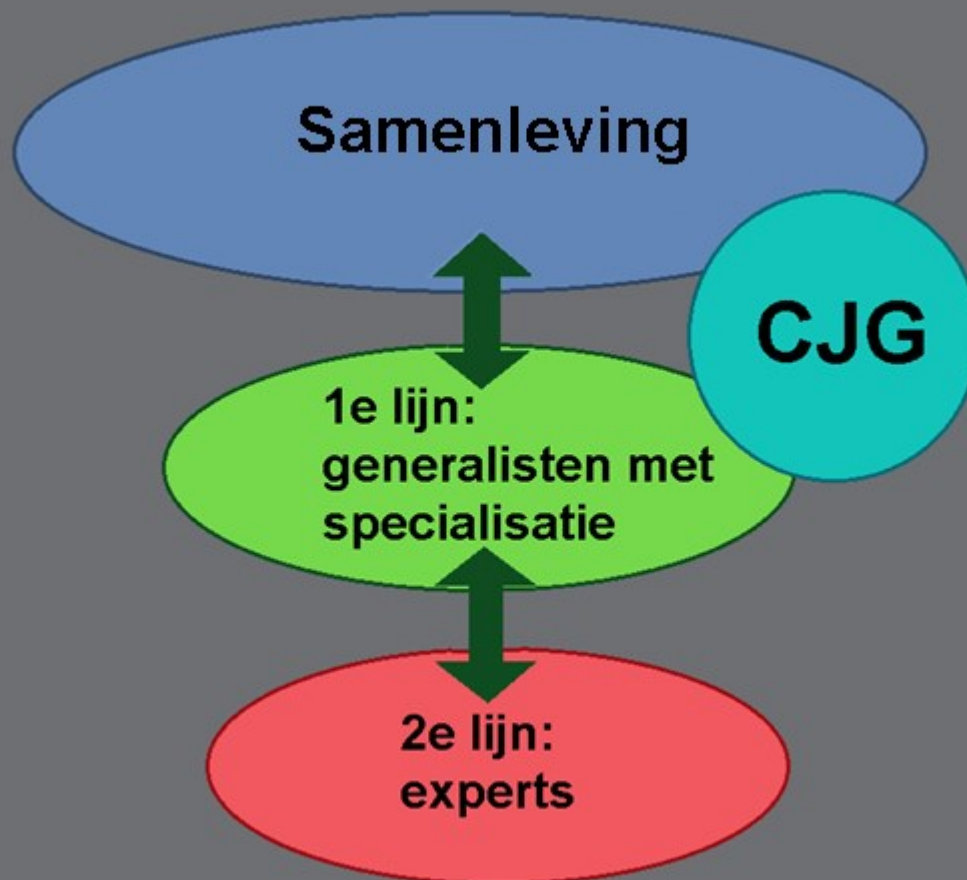 Samenleving
CJG
1e lijn:
generalisten met
specialisatie
2e lijn:
experts